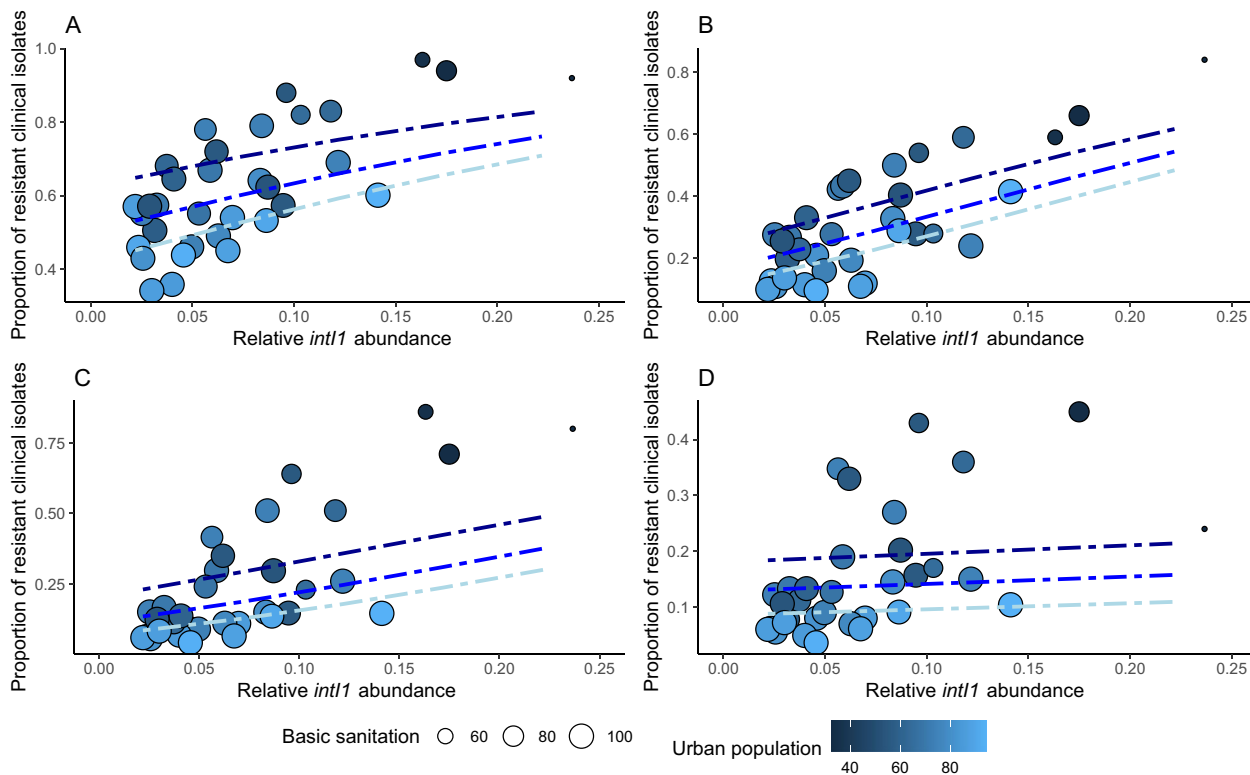 A
Proportion of resistant clinical isolates
1.0
0.8
0.6
0.4
0.00 0.05 0.10 0.15 0.20 0.25
Relative intI1 abundance
B
Proportion of resistant clinical isolates
0.8
0.6
0.4
0.2
0.00 0.05 0.10 0.15 0.20 0.25
Relative intI1 abundance
C
Proportion of resistant clinical isolates
0.75
0.50
0.25
0.00 0.05 0.10 0.15 0.20 0.25
Relative intI1 abundance
D
Proportion of resistant clinical isolates
0.4
0.3
0.2
0.1
0.00 0.05 0.10 0.15 0.20 0.25
Relative intI1 abundance
Basic sanitation 60 80 100
Urban population 40 60 80